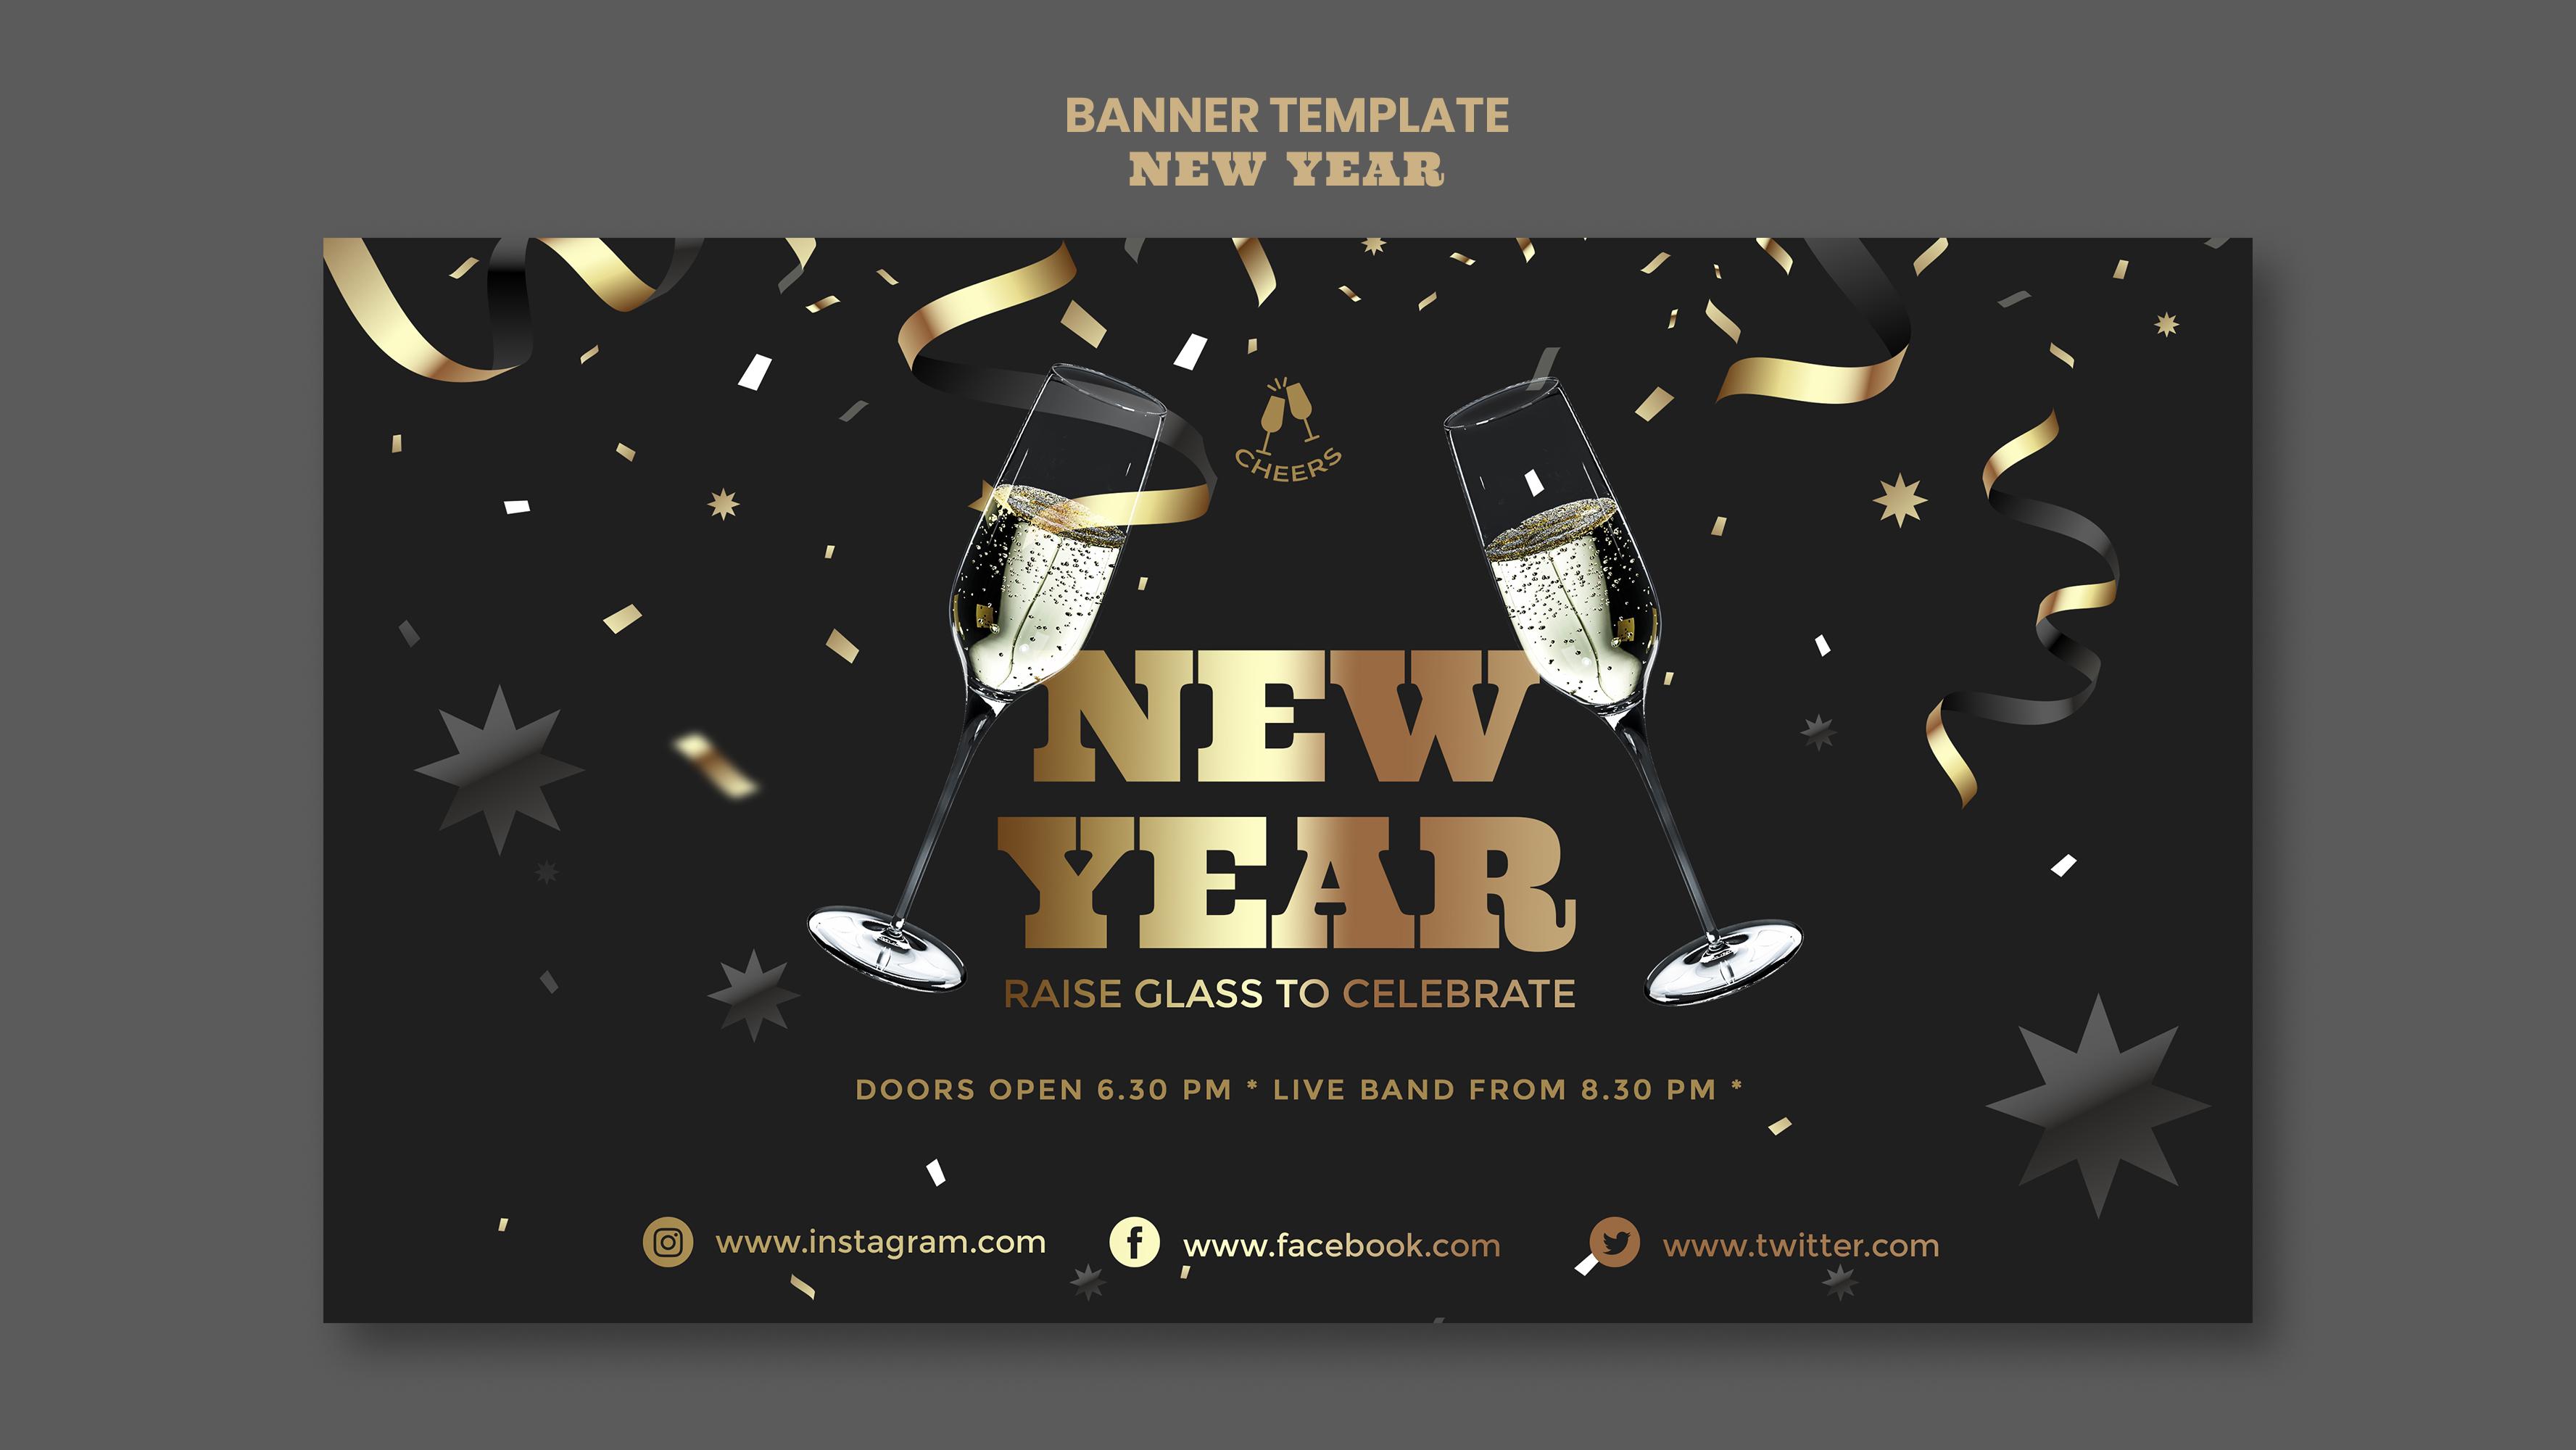 BANNER TEMPLATE
NEW YEAR
CHEERS
NEW
YEAR
RAISE GLASS TO CELEBRATE
DOORS OPEN 6.30 PM * LIVE BAND FROM 8.30 PM *
www.instagram.com www.facebook.com www.twitter.com